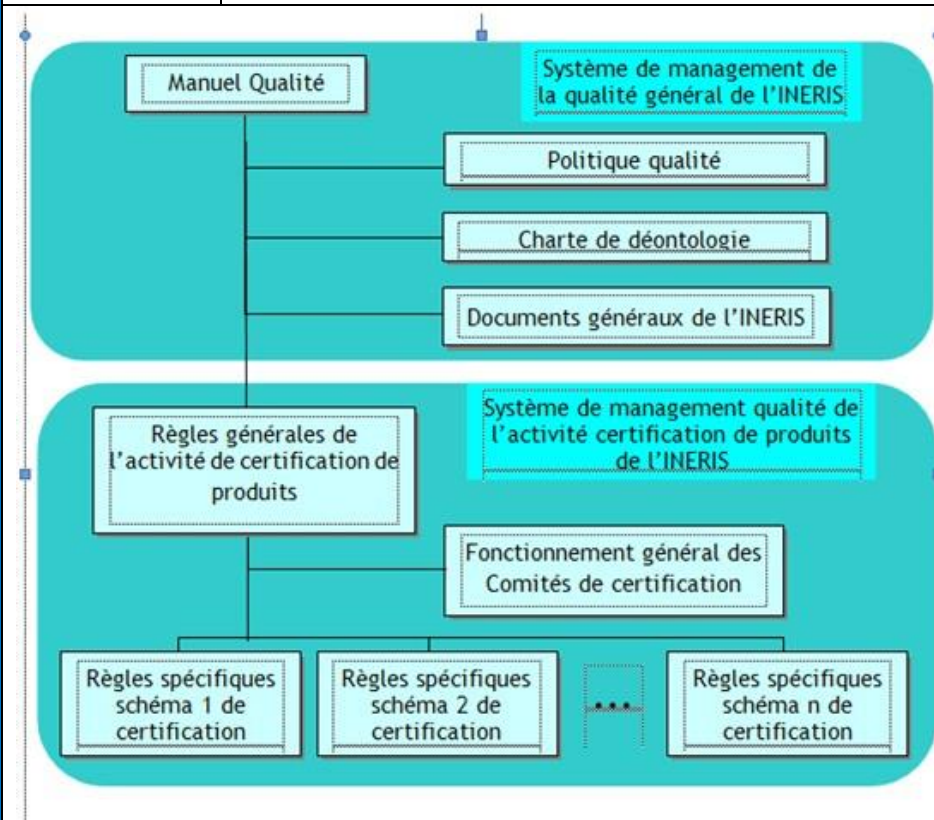 Manuel Qualité
Système de management de
la qualité général de l’INERIS
Politique qualité
Charte de déontologie
Documents généraux de l’INERIS
Règles générales de
l’activité de certification de
produits
Système de management qualité de
l’activité certification de produits
de l’INERIS
Fonctionnement général des
Comités de certification
Règles spécifiques
schéma 1 de
certification
Règles spécifiques
schéma 2 de
certification
...
Règles spécifiques
schéma n de
certification